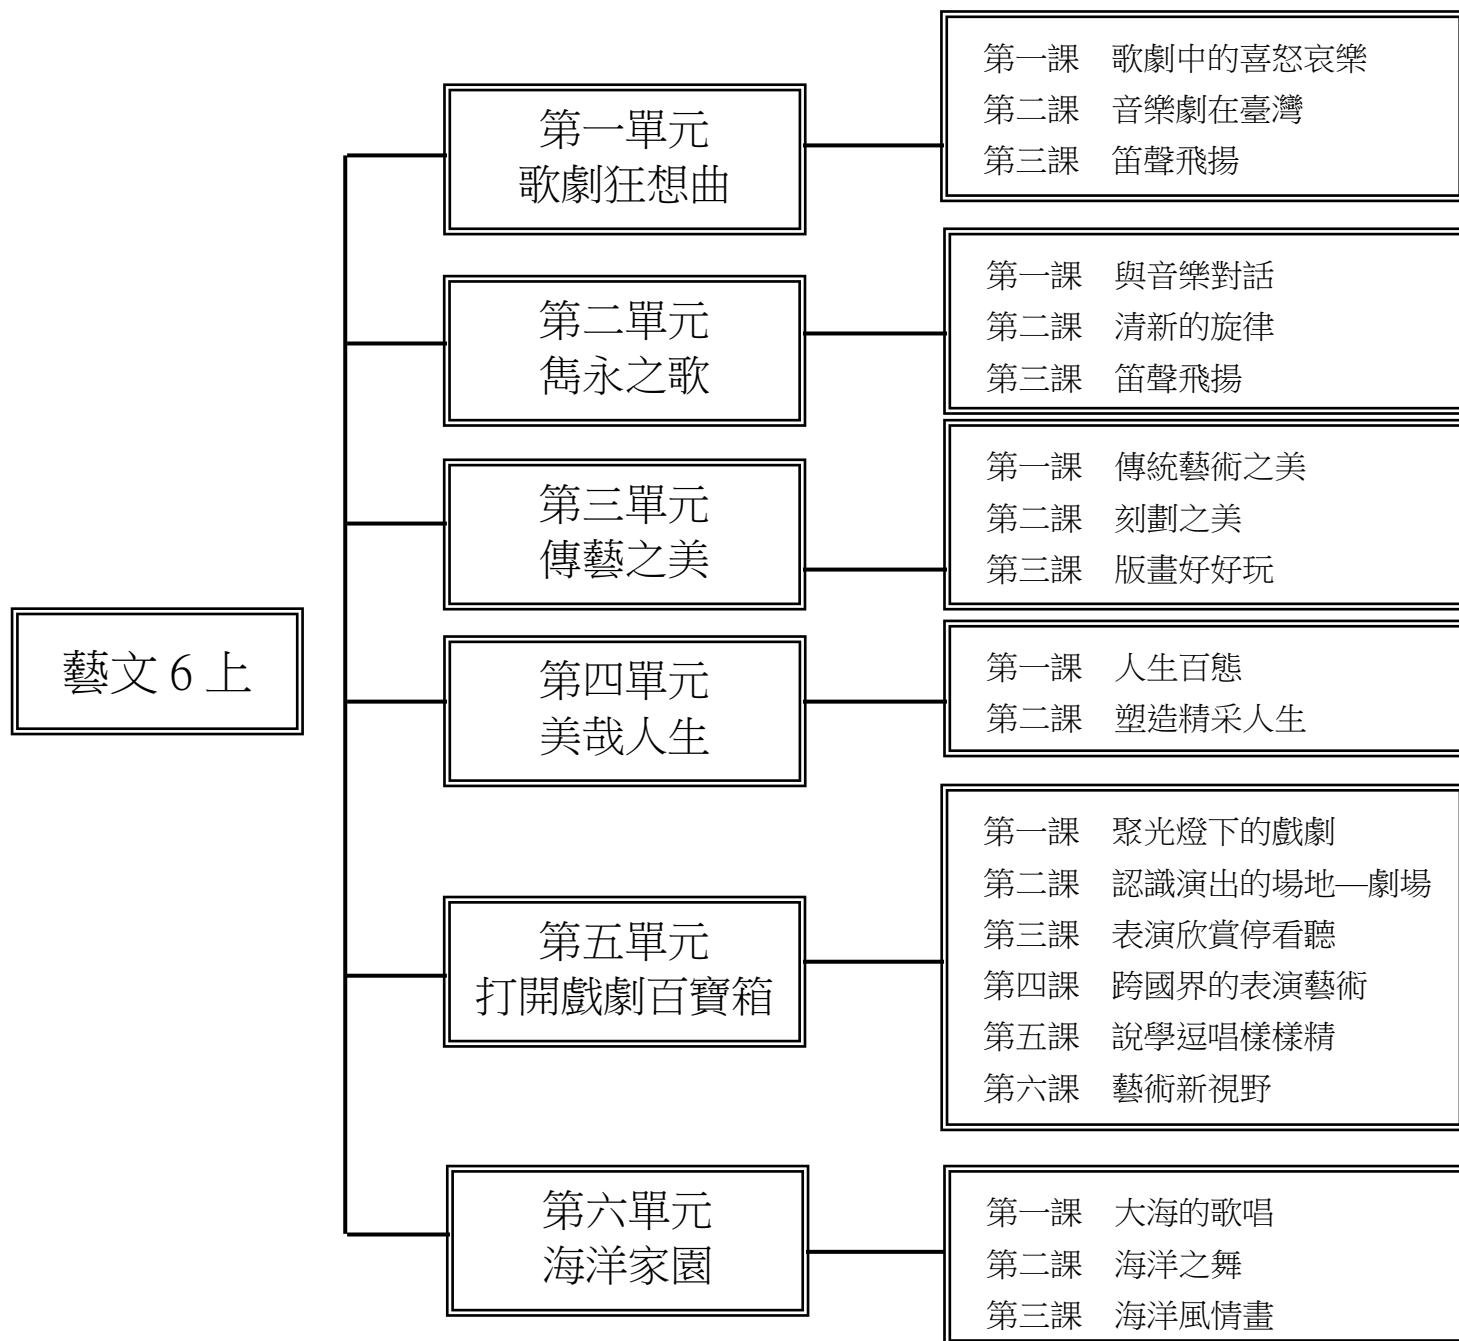 藝文6上
第一單元
歌劇狂想曲
第一課　歌劇中的喜怒哀樂
第二課　音樂劇在臺灣
第三課　笛聲飛揚
第二單元
雋永之歌
第一課　與音樂對話
第二課　清新的旋律
第三課　笛聲飛揚
第三單元
傳藝之美
第一課　傳統藝術之美
第二課　刻劃之美
第三課　版畫好好玩
第四單元
美哉人生
第一課　人生百態
第二課　塑造精采人生
第五單元
打開戲劇百寶箱
第一課　聚光燈下的戲劇
第二課　認識演出的場地—劇場
第三課　表演欣賞停看聽
第四課　跨國界的表演藝術
第五課　說學逗唱樣樣精
第六課　藝術新視野
第六單元
海洋家園
第一課　大海的歌唱
第二課　海洋之舞
第三課　海洋風情畫